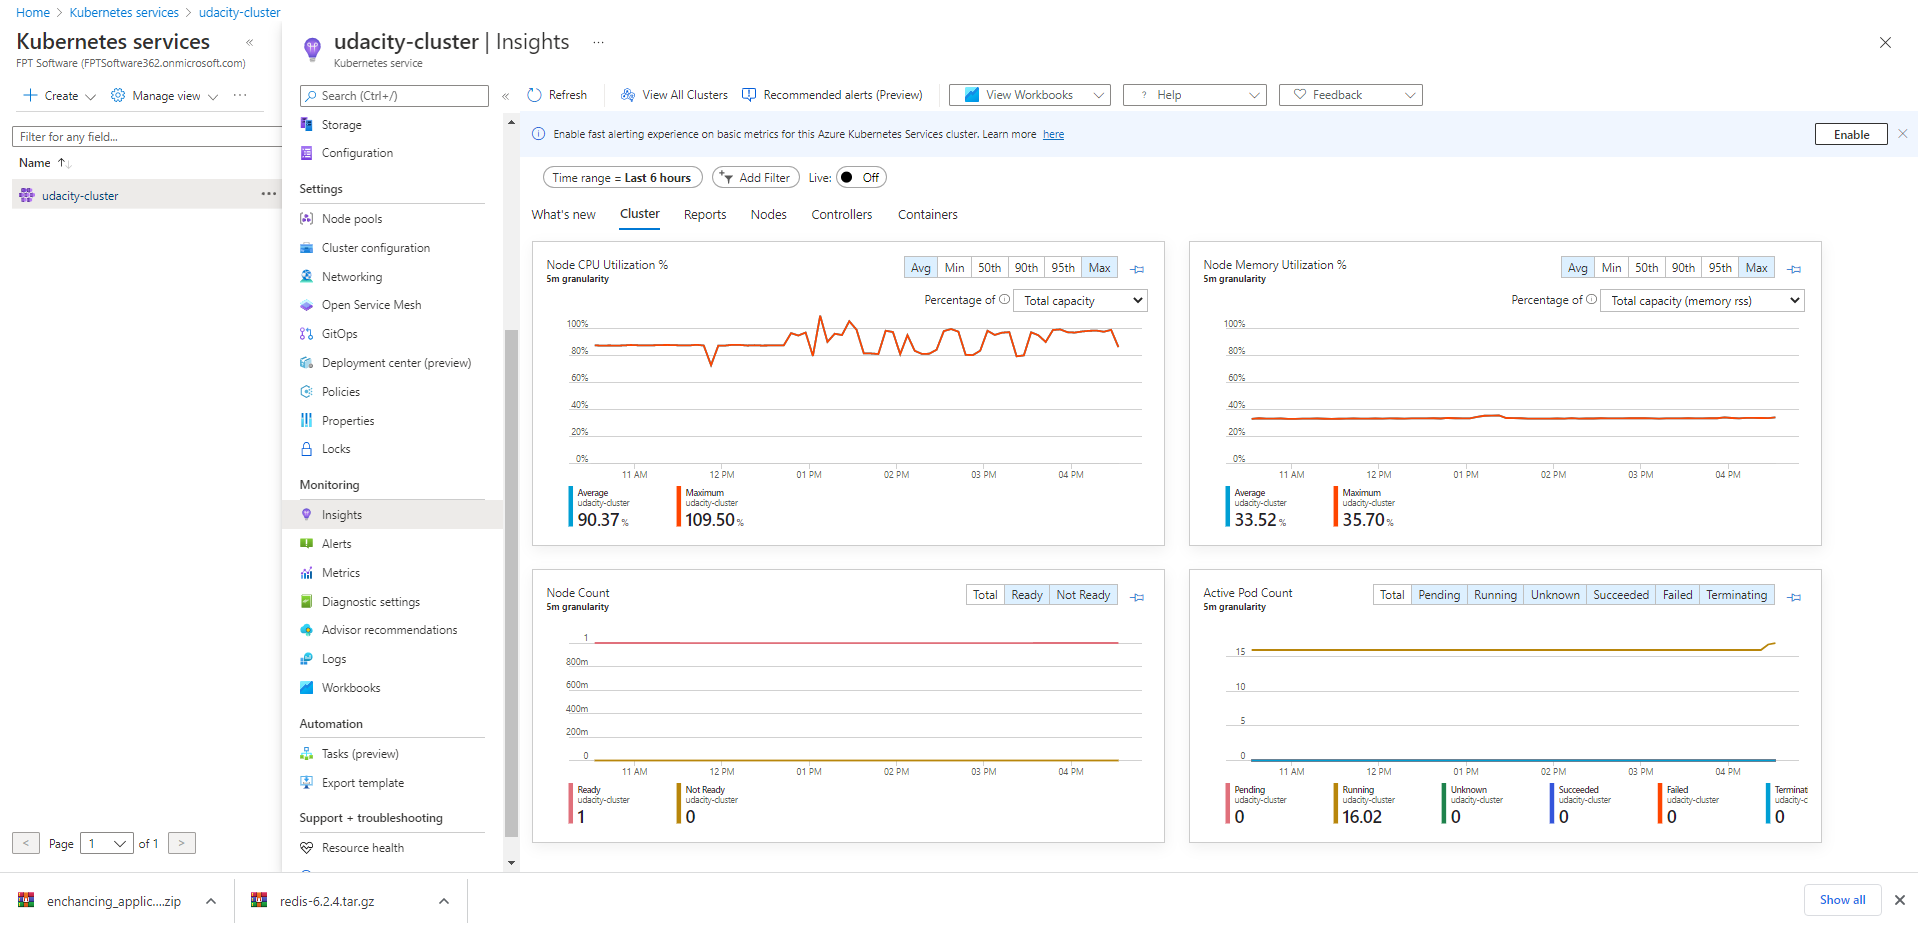 Home > Kubernetes services > udacity-cluster
Kubernetes services «
FPT Software (FPTSoftware362.onmicrosoft.com)
+ Create Manage view ...
Filter for any field...
Name ↑↓
udacity-cluster ...
< Page 1 of 1 >
udacity-cluster | Insights ...
Kubernetes service
Search (Ctrl+/) «
Storage
Configuration
Settings
Node pools
Cluster configuration
Networking
Open Service Mesh
GitOps
Deployment center (preview)
Policies
Properties
Locks
Monitoring
Insights
Alerts
Metrics
Diagnostic settings
Advisor recommendations
Logs
Workbooks
Automation
Tasks (preview)
Export template
Support + troubleshooting
Resource health
Refresh View All Clusters Recommended alerts (Preview) View Workbooks ? Help Feedback
Enable fast alerting experience on basic metrics for this Azure Kubernetes Services cluster. Learn more here Enable
Time range = Last 6 hours Add Filter Live: Off
What's new Cluster Reports Nodes Controllers Containers
Node CPU Utilization %
5m granularity
Avg Min 50th 90th 95th Max
Percentage of Total capacity
100%
80%
60%
40%
20%
0%
11 AM 12 PM 01 PM 02 PM 03 PM 04 PM
Average
udacity-cluster
90.37 %
Maximum
udacity-cluster
109.50 %
Node Memory Utilization %
5m granularity
Avg Min 50th 90th 95th Max
Percentage of Total capacity (memory rss)
100%
80%
60%
40%
20%
0%
11 AM 12 PM 01 PM 02 PM 03 PM 04 PM
Average
udacity-cluster
33.52 %
Maximum
udacity-cluster
35.70 %
Node Count
5m granularity
Total Ready Not Ready
1
800m
600m
400m
200m
0
11 AM 12 PM 01 PM 02 PM 03 PM 04 PM
Ready
udacity-cluster
1
Not Ready
udacity-cluster
0
Active Pod Count
5m granularity
Total Pending Running Unknown Succeeded Failed Terminating
15
10
5
0
11 AM 12 PM 01 PM 02 PM 03 PM 04 PM
Pending
udacity-cluster
0
Running
udacity-cluster
16.02
Unknown
udacity-cluster
0
Succeeded
udacity-cluster
0
Failed
udacity-cluster
0
Terminat
udacity-c
0
enchancing_applic....zip
redis-6.2.4.tar.gz
Show all